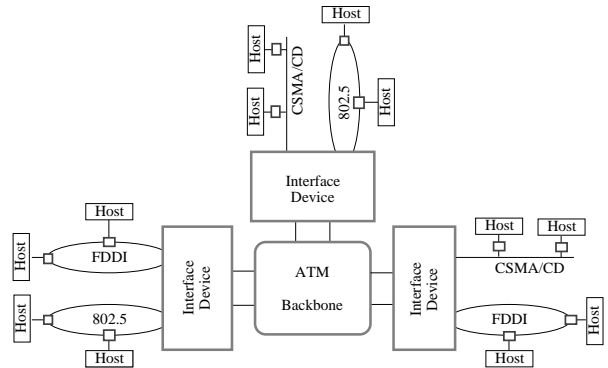 Host
Host
CSMA/CD
802.5
Host
Host
Interface
Device
Host
FDDI
Host
Interface
Device
ATM
Backbone
Interface
Device
Host
Host
CSMA/CD
Host
802.5
Host
FDDI
Host
Host